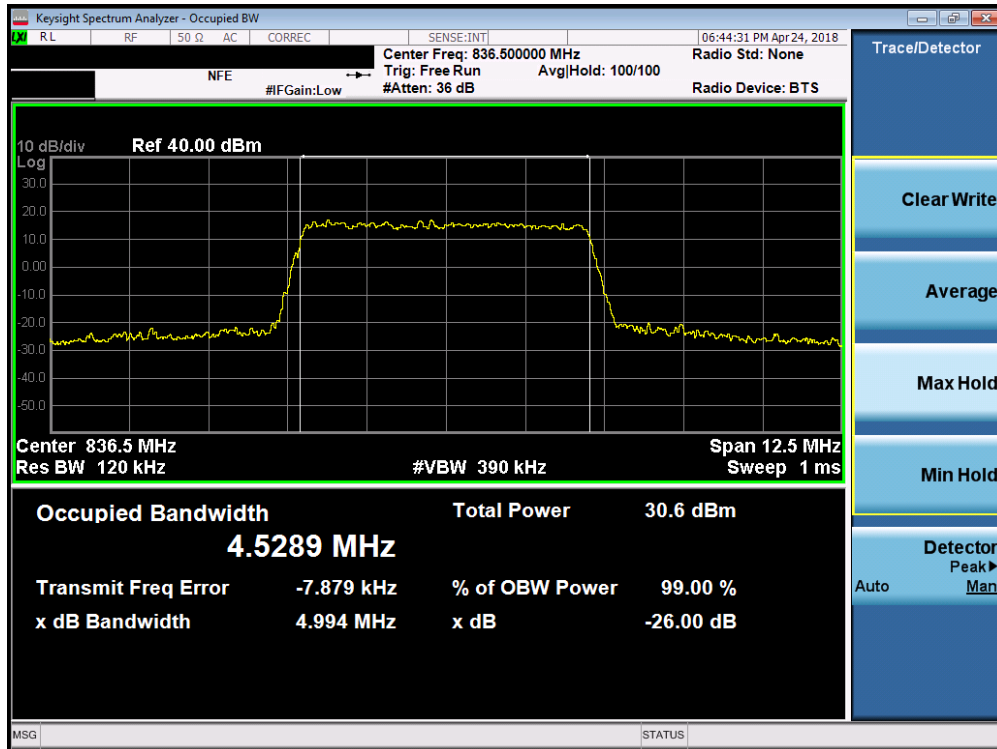 Keysight Spectrum Analyzer - Occupied BW
LXI RL RF 50 Ω AC CORREC SENSE:INT 06:44:31 PM Apr 24, 2018
Center Freq: 836.500000 MHz Radio Std: None
NFE Trig: Free Run Avg|Hold: 100/100
#IFGain:Low #Atten: 36 dB Radio Device: BTS
10 dB/div Ref 40.00 dBm
Log
30.0
20.0
10.0
0.00
-10.0
-20.0
-30.0
-40.0
-50.0
Center 836.5 MHz Span 12.5 MHz
Res BW 120 kHz #VBW 390 kHz Sweep 1 ms
Occupied Bandwidth Total Power 30.6 dBm
4.5289 MHz
Transmit Freq Error -7.879 kHz % of OBW Power 99.00 %
x dB Bandwidth 4.994 MHz x dB -26.00 dB
MSG STATUS
Trace/Detector
Clear Write
Average
Max Hold
Min Hold
Detector
Peak▶
Auto Man